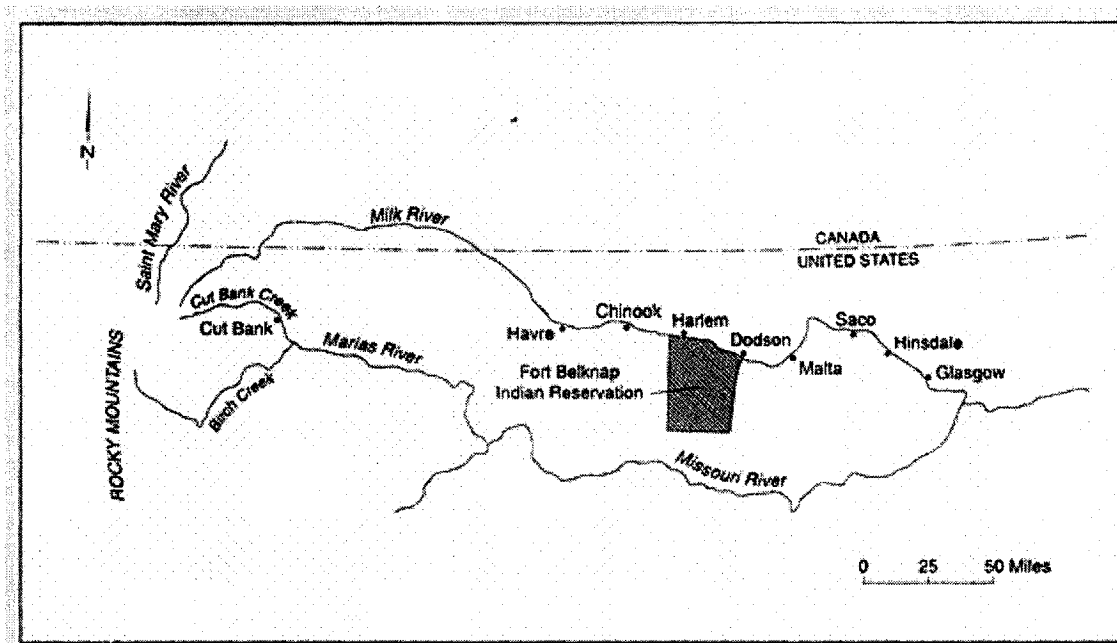 N
Saint Mary River
Milk River
CANADA
UNITED STATES
Cut Bank Creek
Cut Bank
Marias River
Birch Creek
ROCKY MOUNTAINS
Havre
Chinook
Harlem
Dodson
Malta
Saco
Hinsdale
Glasgow
Fort Belknap
Indian Reservation
Missouri River
0 25 50 Miles